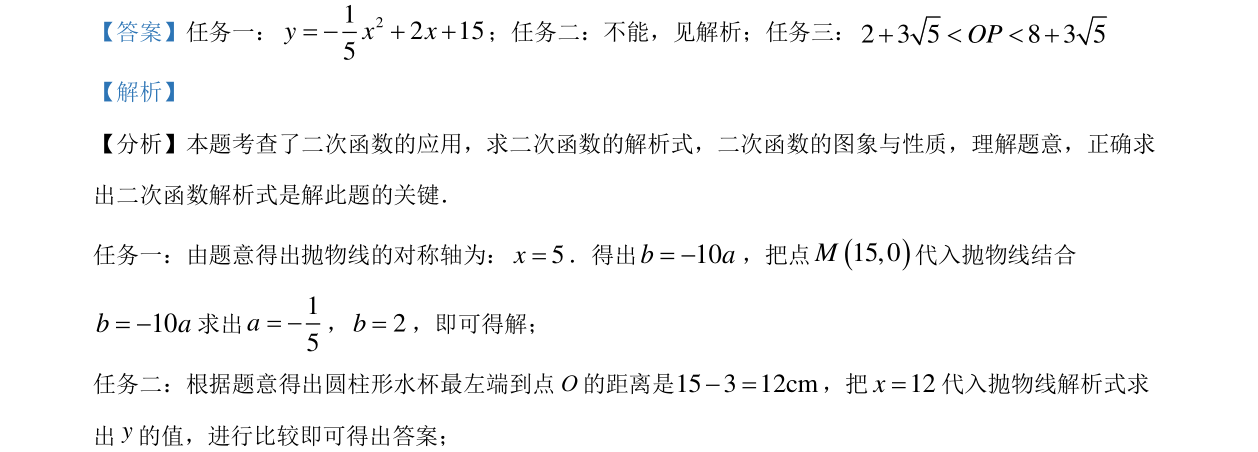 【答案】任务一：y=-\frac{1}{5}x^2+2x+15；任务二：不能，见解析；任务三：2+3\sqrt{5}<OP<8+3\sqrt{5}
【解析】
【分析】本题考查了二次函数的应用，求二次函数的解析式，二次函数的图象与性质，理解题意，正确求
出二次函数解析式是解此题的关键．
任务一：由题意得出抛物线的对称轴为：x=5．得出b=-10a，把点M(15,0)代入抛物线结合
b=-10a求出a=-\frac{1}{5}，b=2，即可得解；
任务二：根据题意得出圆柱形水杯最左端到点O的距离是15-3=12cm，把x=12代入抛物线解析式求
出y的值，进行比较即可得出答案；